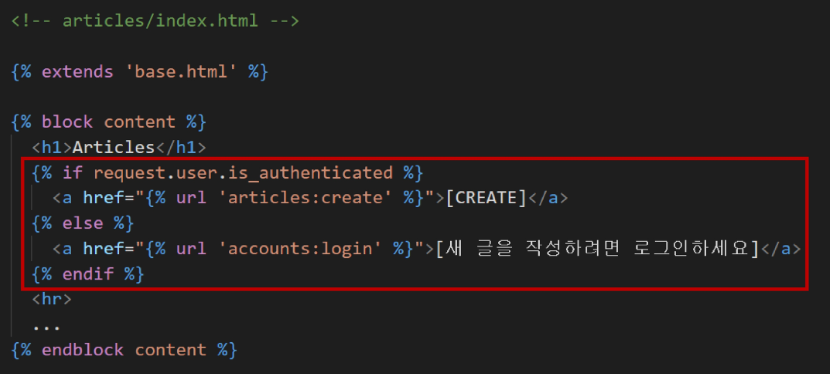 <!-- articles/index.html -->
{% extends 'base.html' %}
{% block content %}
<h1>Articles</h1>
{% if request.user.is_authenticated %}
<a href="{% url 'articles:create' %}">[CREATE]</a>
{% else %}
<a href="{% url 'accounts:login' %}">[새 글을 작성하려면 로그인하세요]</a>
{% endif %}
<hr>
...
{% endblock content %}